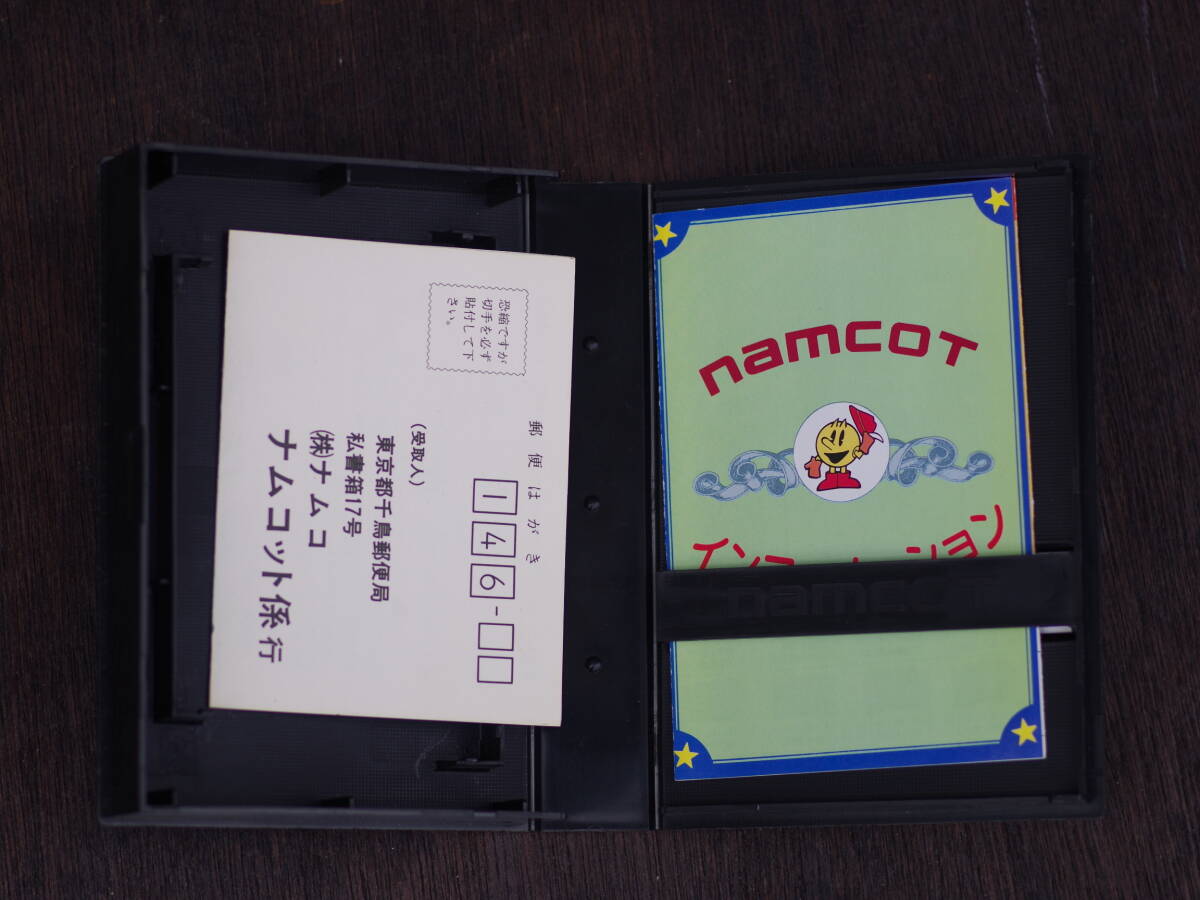 恐縮ですが
切手を必ず
貼付して下
さい。
郵便はがき
146-
(受取人)
東京都千鳥郵便局
私書箱17号
(株)ナムコ
ナムコット係行
namcot
namcot